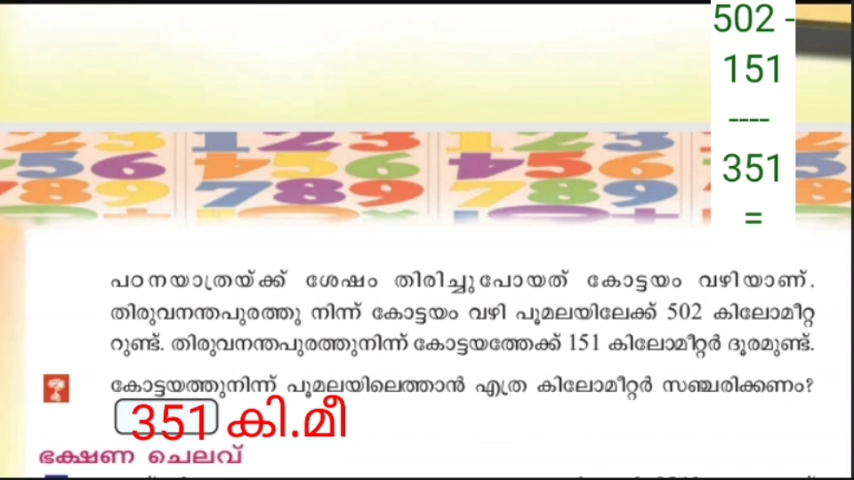 502 -
151
----
351
=
പഠനയാത്രയ്ക്ക് ശേഷം തിരിച്ചുപോയത് കോട്ടയം വഴിയാണ്.
തിരുവനന്തപുരത്തു നിന്ന് കോട്ടയം വഴി പൂമലയിലേക്ക് 502 കിലോമീറ്റ
റുണ്ട്. തിരുവനന്തപുരത്തുനിന്ന് കോട്ടയത്തേക്ക് 151 കിലോമീറ്റർ ദൂരമുണ്ട്.
കോട്ടയത്തുനിന്ന് പൂമലയിലെത്താൻ എത്ര കിലോമീറ്റർ സഞ്ചരിക്കണം?
351 കി.മീ
ഭക്ഷണ ചെലവ്